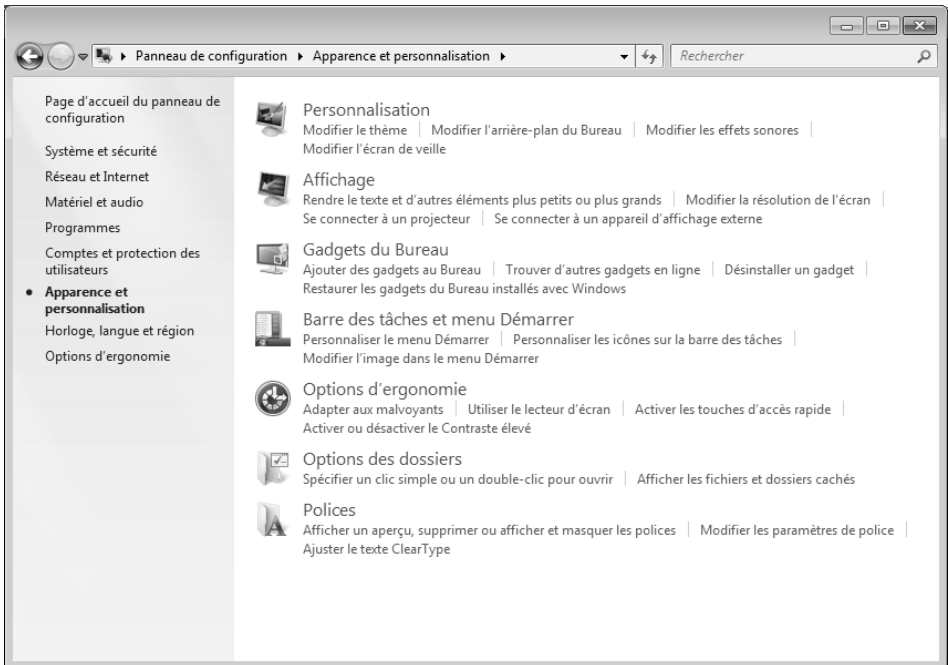 Panneau de configuration Apparence et personnalisation Rechercher
Page d'accueil du panneau de
configuration
Système et sécurité
Réseau et Internet
Matériel et audio
Programmes
Comptes et protection des
utilisateurs
Apparence et
personnalisation
Horloge, langue et région
Options d'ergonomie
Personnalisation
Modifier le thème Modifier l'arrière-plan du Bureau Modifier les effets sonores
Modifier l'écran de veille
Affichage
Rendre le texte et d'autres éléments plus petits ou plus grands Modifier la résolution de l'écran
Se connecter à un projecteur Se connecter à un appareil d'affichage externe
Gadgets du Bureau
Ajouter des gadgets au Bureau Trouver d'autres gadgets en ligne Désinstaller un gadget
Restaurer les gadgets du Bureau installés avec Windows
Barre des tâches et menu Démarrer
Personnaliser le menu Démarrer Personnaliser les icônes sur la barre des tâches
Modifier l'image dans le menu Démarrer
Options d'ergonomie
Adapter aux malvoyants Utiliser le lecteur d'écran Activer les touches d'accès rapide
Activer ou désactiver le Contraste élevé
Options des dossiers
Spécifier un clic simple ou un double-clic pour ouvrir Afficher les fichiers et dossiers cachés
Polices
Afficher un aperçu, supprimer ou afficher et masquer les polices Modifier les paramètres de police
Ajuster le texte ClearType